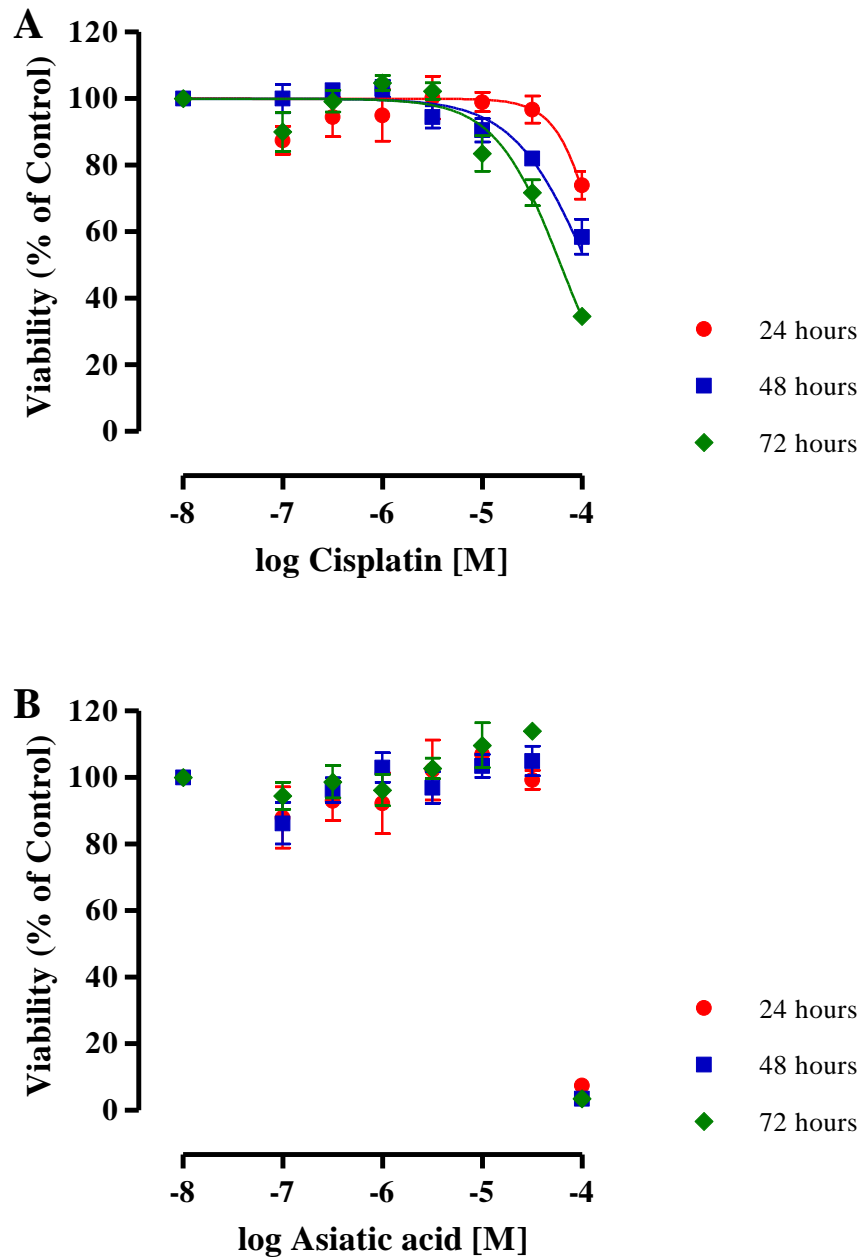 A
120
100
80
60
40
20
0
Viability (% of Control)
24 hours
48 hours
72 hours
-8 -7 -6 -5 -4
log Cisplatin [M]
B
120
100
80
60
40
20
0
Viability (% of Control)
24 hours
48 hours
72 hours
-8 -7 -6 -5 -4
log Asiatic acid [M]